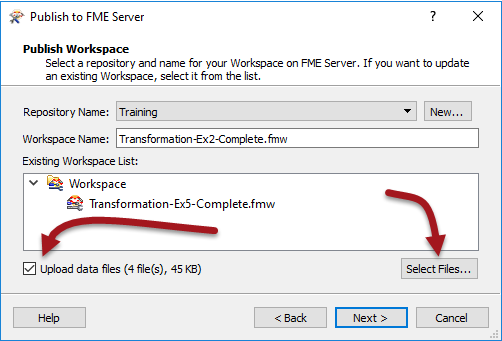 Publish to FME Server
Publish Workspace
Select a repository and name for your Workspace on FME Server. If you want to update
an existing Workspace, select it from the list.
Repository Name: Training New...
Workspace Name: Transformation-Ex2-Complete.fmw
Existing Workspace List:
Workspace
Transformation-Ex5-Complete.fmw
Upload data files (4 file(s), 45 KB) Select Files...
Help < Back Next > Cancel